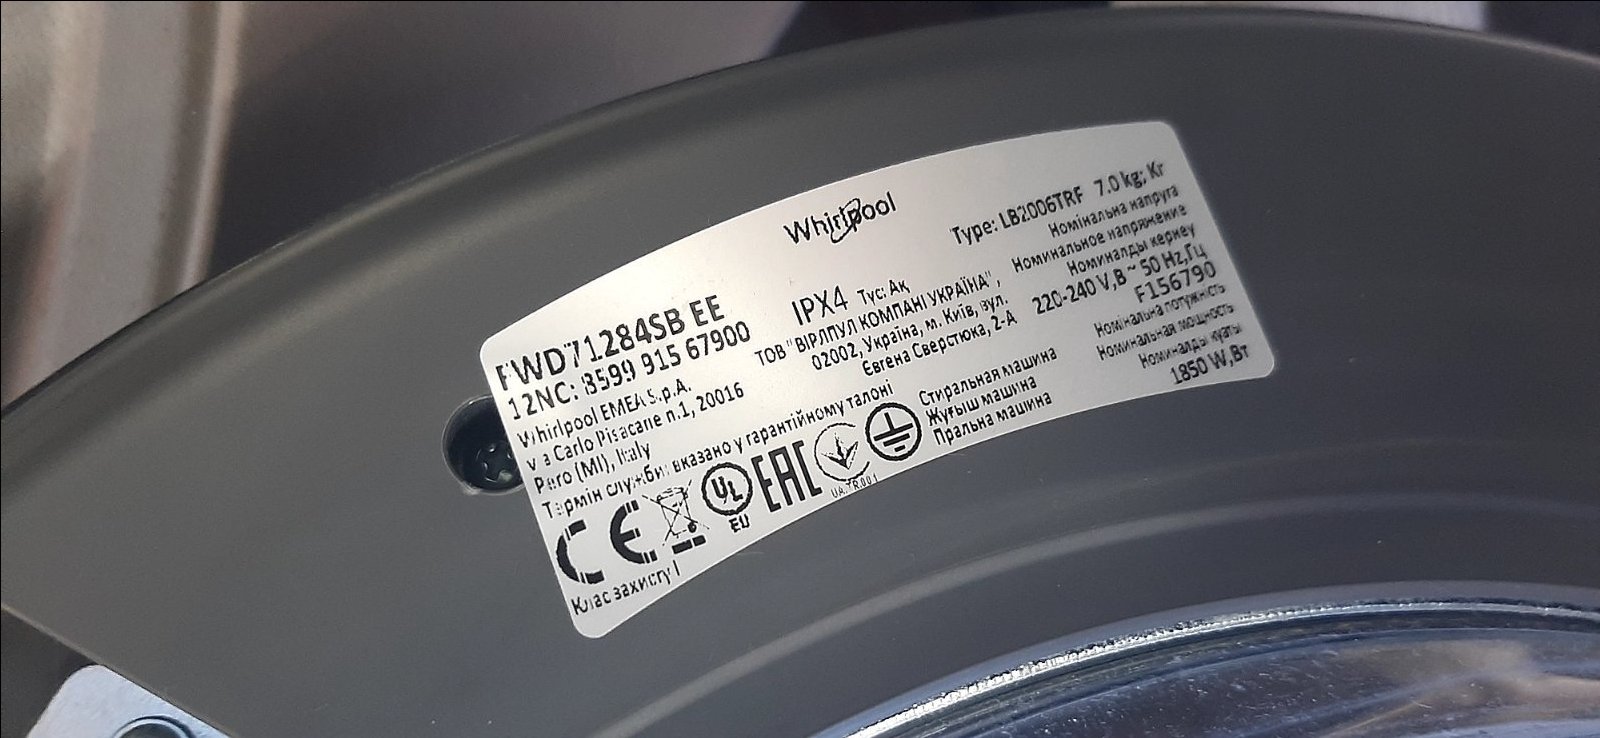 Whirlpool
Type: LB2006TRF 7.0 kg; Кг
Номінальна напруга
Номинальное напряжение
Номиналды кернеу
220-240 V,В ~ 50 Hz,Гц
F156790
Номінальна потужність
Номинальная мощность
Номиналды қуаты
1850 W,Вт
IPX4 Тус: Ақ
ТОВ "ВІРЛПУЛ КОМПАНІ УКРАЇНА",
02002, Україна, м. Київ, вул.
Євгена Сверстюка, 2-А
FWD71284SB EE
12NC: 8599 915 67900
Whirlpool EMEA S.p.A.
via Carlo Pisacane n.1, 20016
Pero (MI), Italy
Термін служби: вказано у гарантійному талоні
CE
UL
EU
EAC
UA.TR.001
Стиральная машина
Жуғыш машина
Пральна машина
Клас захисту I